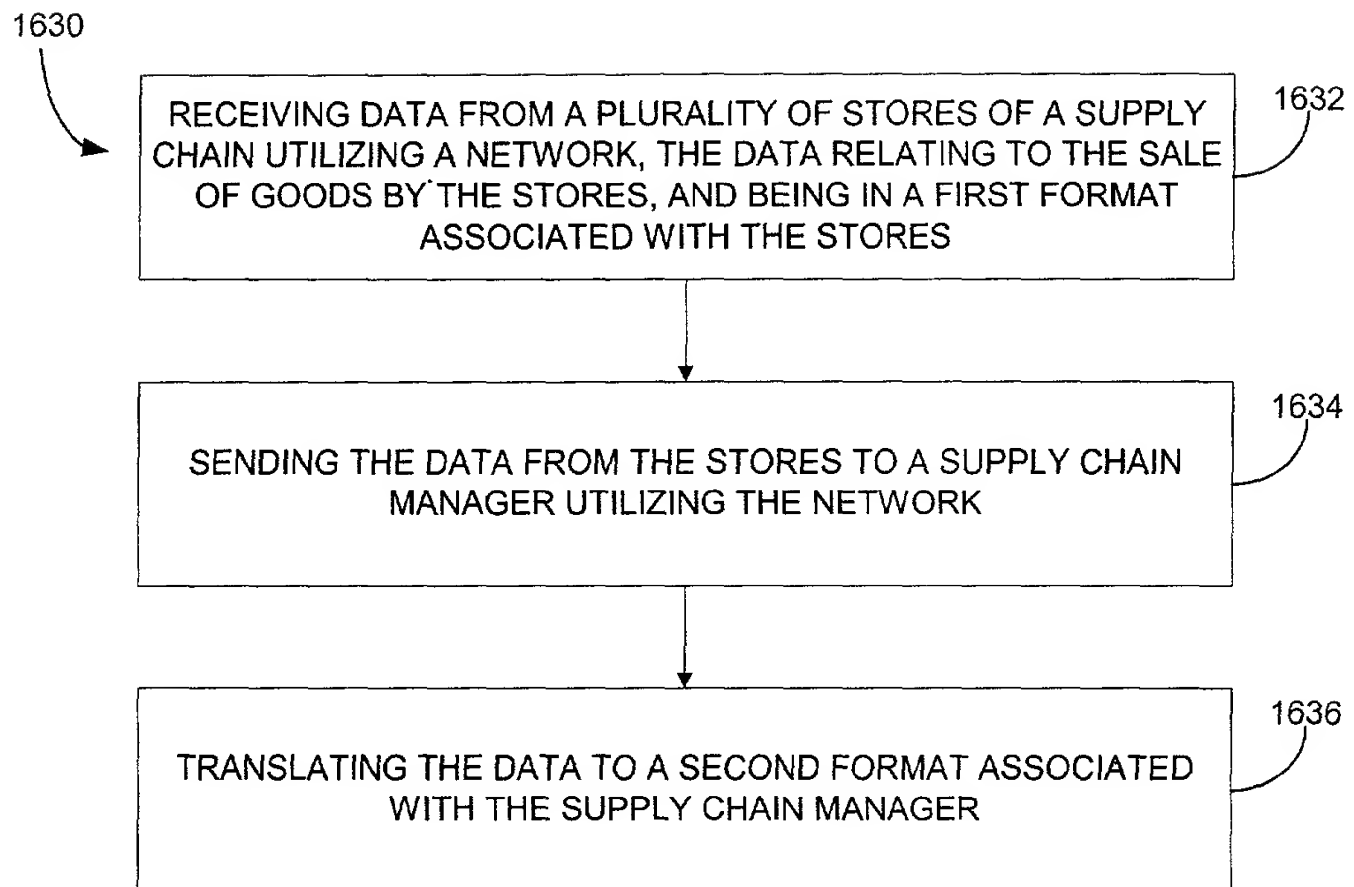 1630
RECEIVING DATA FROM A PLURALITY OF STORES OF A SUPPLY
CHAIN UTILIZING A NETWORK, THE DATA RELATING TO THE SALE
OF GOODS BY THE STORES, AND BEING IN A FIRST FORMAT
ASSOCIATED WITH THE STORES
1632
SENDING THE DATA FROM THE STORES TO A SUPPLY CHAIN
MANAGER UTILIZING THE NETWORK
1634
TRANSLATING THE DATA TO A SECOND FORMAT ASSOCIATED
WITH THE SUPPLY CHAIN MANAGER
1636